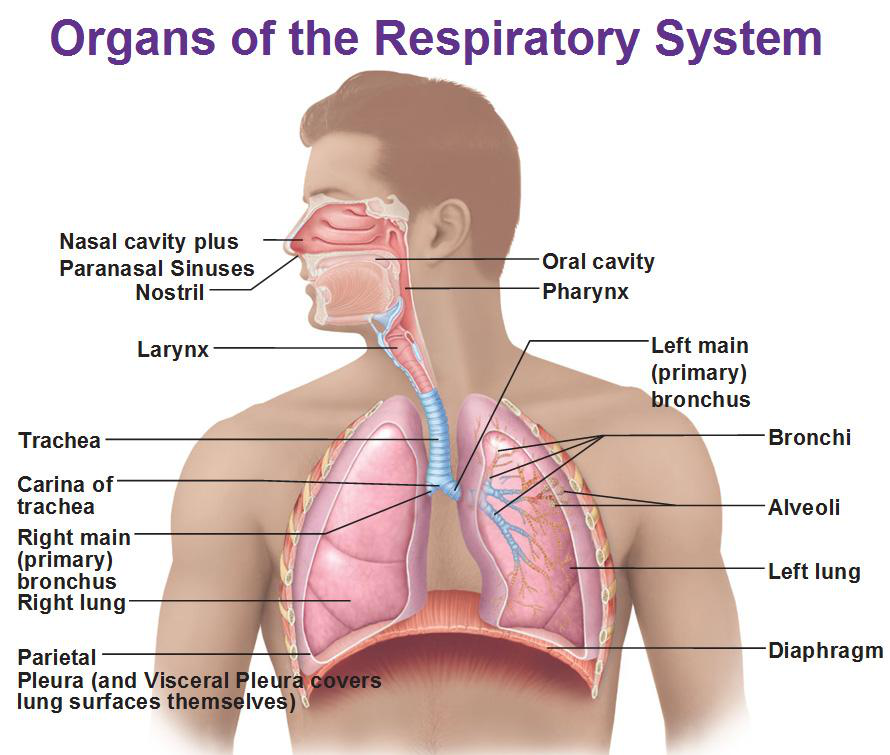 Organs of the Respiratory System
Nasal cavity plus
Paranasal Sinuses
Nostril
Oral cavity
Pharynx
Larynx
Left main
(primary)
bronchus
Trachea
Bronchi
Carina of
trachea
Alveoli
Right main
(primary)
bronchus
Left lung
Right lung
Parietal
Pleura (and Visceral Pleura covers
lung surfaces themselves)
Diaphragm